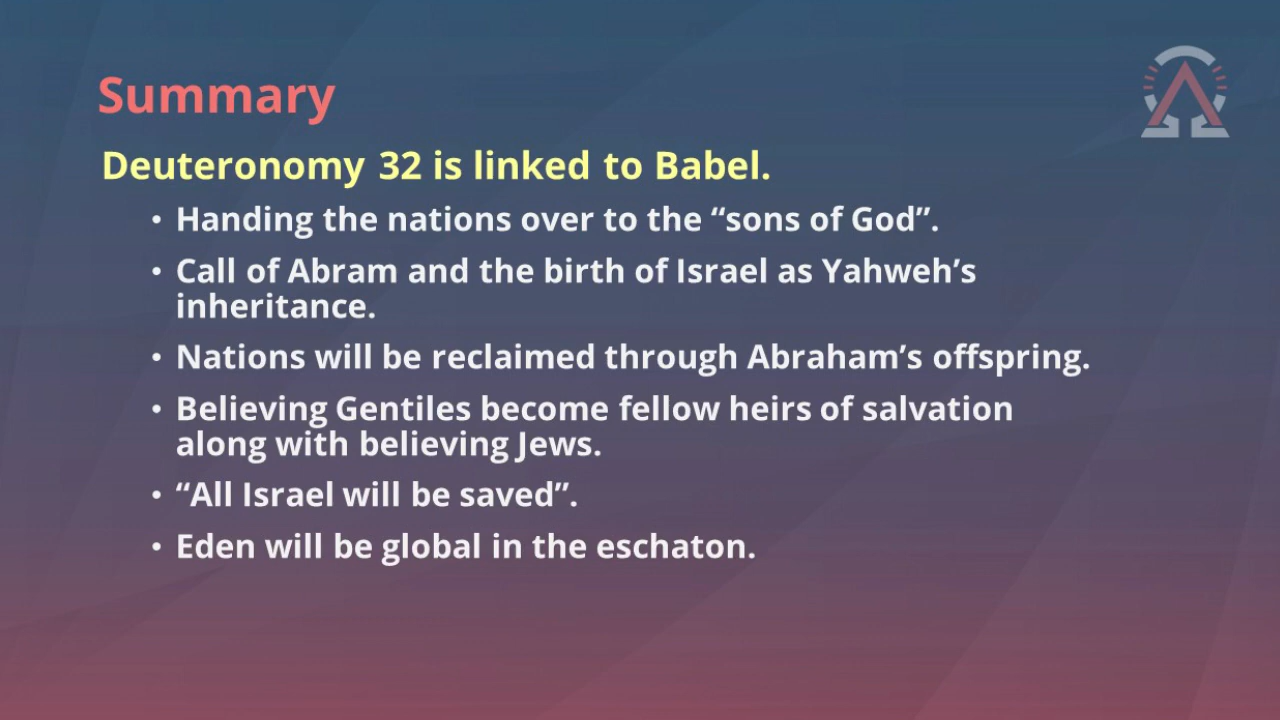 Summary
Deuteronomy 32 is linked to Babel.
• Handing the nations over to the “sons of God”.
• Call of Abram and the birth of Israel as Yahweh’s
inheritance.
• Nations will be reclaimed through Abraham’s offspring.
• Believing Gentiles become fellow heirs of salvation
along with believing Jews.
• “All Israel will be saved”.
• Eden will be global in the eschaton.